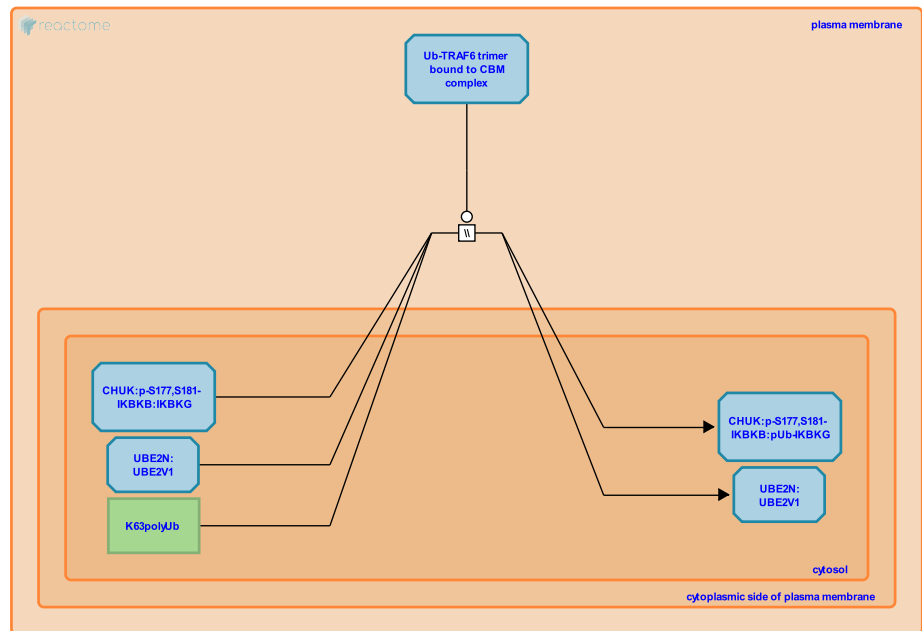 reactome
plasma membrane
Ub-TRAF6 trimer
bound to CBM
complex
\\
CHUK:p-S177,S181-
IKBKB:IKBKG
UBE2N:
UBE2V1
K63polyUb
CHUK:p-S177,S181-
IKBKB:pUb-IKBKG
UBE2N:
UBE2V1
cytosol
cytoplasmic side of plasma membrane